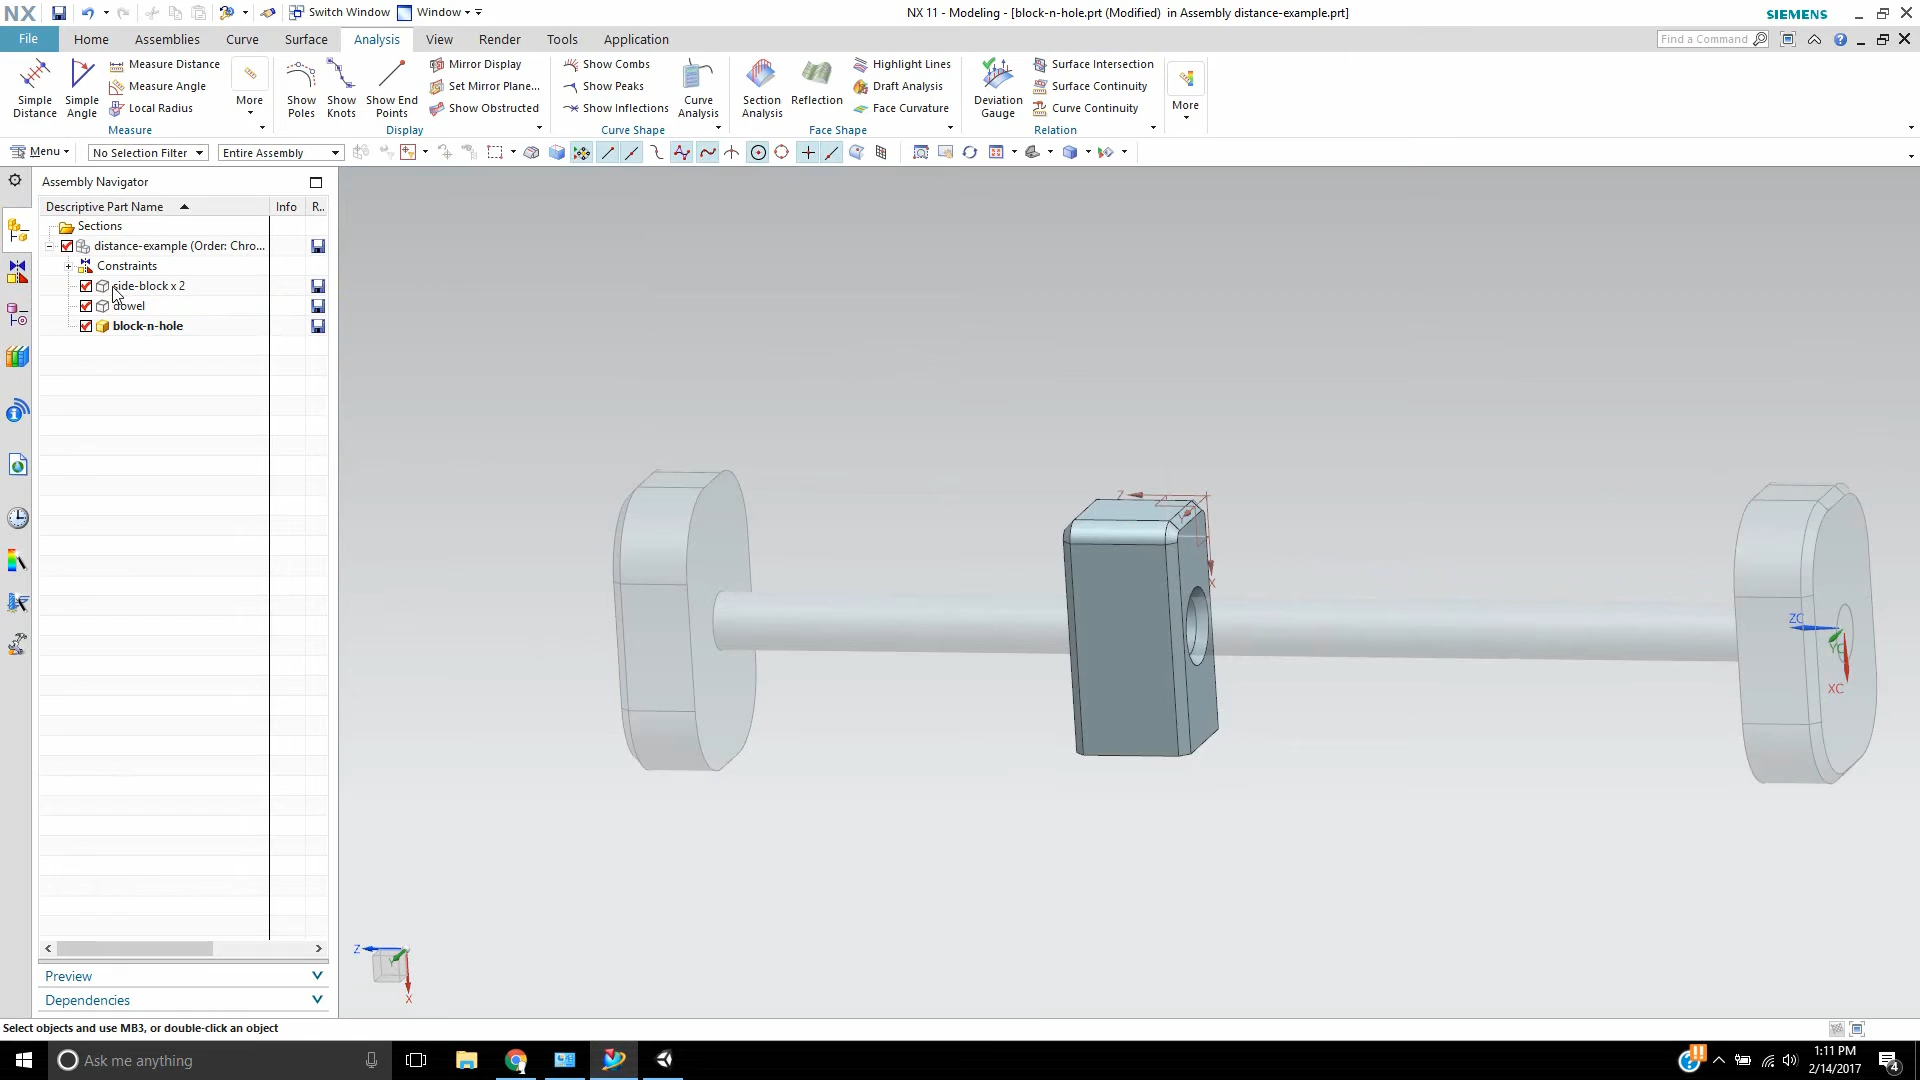 NX Switch Window Window NX 11 - Modeling - [block-n-hole.prt (Modified) in Assembly distance-example.prt] SIEMENS
File Home Assemblies Curve Surface Analysis View Render Tools Application Find a Command
Simple Distance
Simple Angle
Measure Distance
Measure Angle
Local Radius
More
Measure
Show Poles
Show Knots
Show End Points
Mirror Display
Set Mirror Plane...
Show Obstructed
Display
Show Combs
Show Peaks
Show Inflections
Curve Analysis
Curve Shape
Section Analysis
Reflection
Highlight Lines
Draft Analysis
Face Curvature
Face Shape
Deviation Gauge
Surface Intersection
Surface Continuity
Curve Continuity
Relation
More
Menu No Selection Filter Entire Assembly
Assembly Navigator
Descriptive Part Name Info R..
Sections
distance-example (Order: Chro...
Constraints
side-block x 2
dowel
block-n-hole
Z
X
ZC
YC
XC
Z
Y
X
Preview
Dependencies
Select objects and use MB3, or double-click an object
Ask me anything
1:11 PM
2/14/2017
4